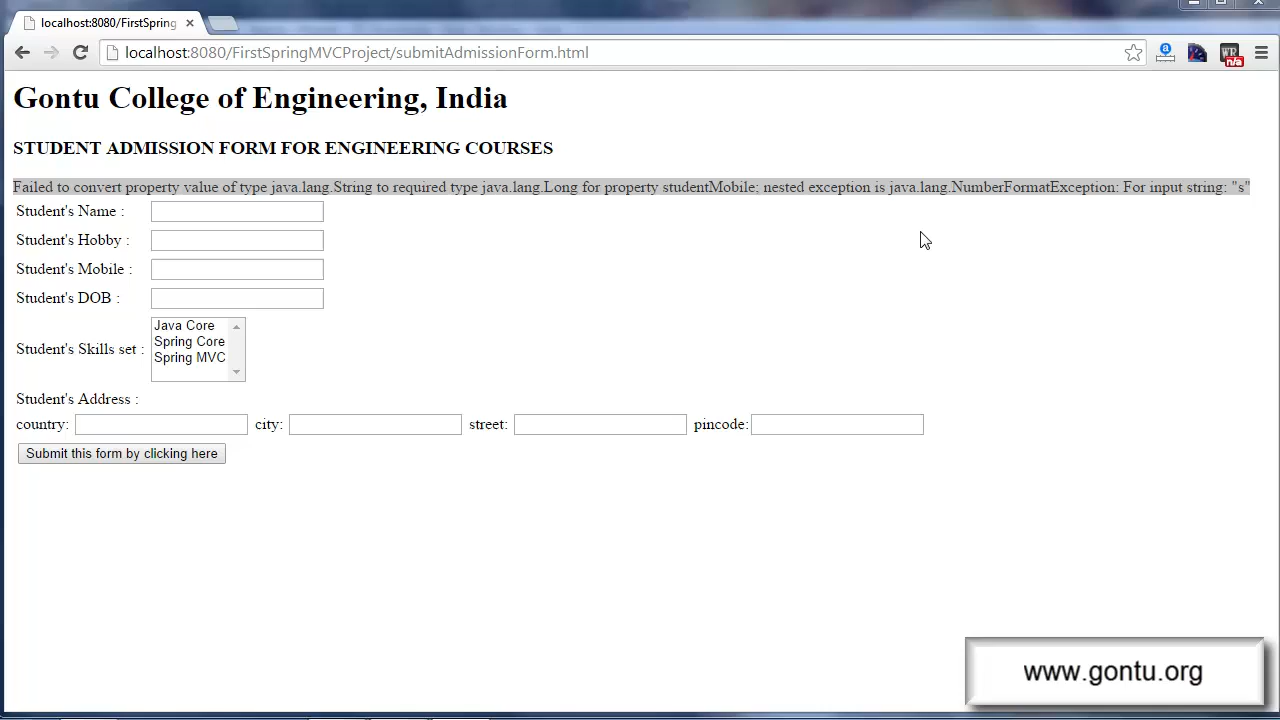 localhost:8080/FirstSpring
localhost:8080/FirstSpringMVCProject/submitAdmissionForm.html
a
WR
n/a
Gontu College of Engineering, India
STUDENT ADMISSION FORM FOR ENGINEERING COURSES
Failed to convert property value of type java.lang.String to required type java.lang.Long for property studentMobile; nested exception is java.lang.NumberFormatException: For input string: "s"
Student's Name :
Student's Hobby :
Student's Mobile :
Student's DOB :
Student's Skills set :
Java Core
Spring Core
Spring MVC
Student's Address :
country: city: street: pincode:
Submit this form by clicking here
www.gontu.org